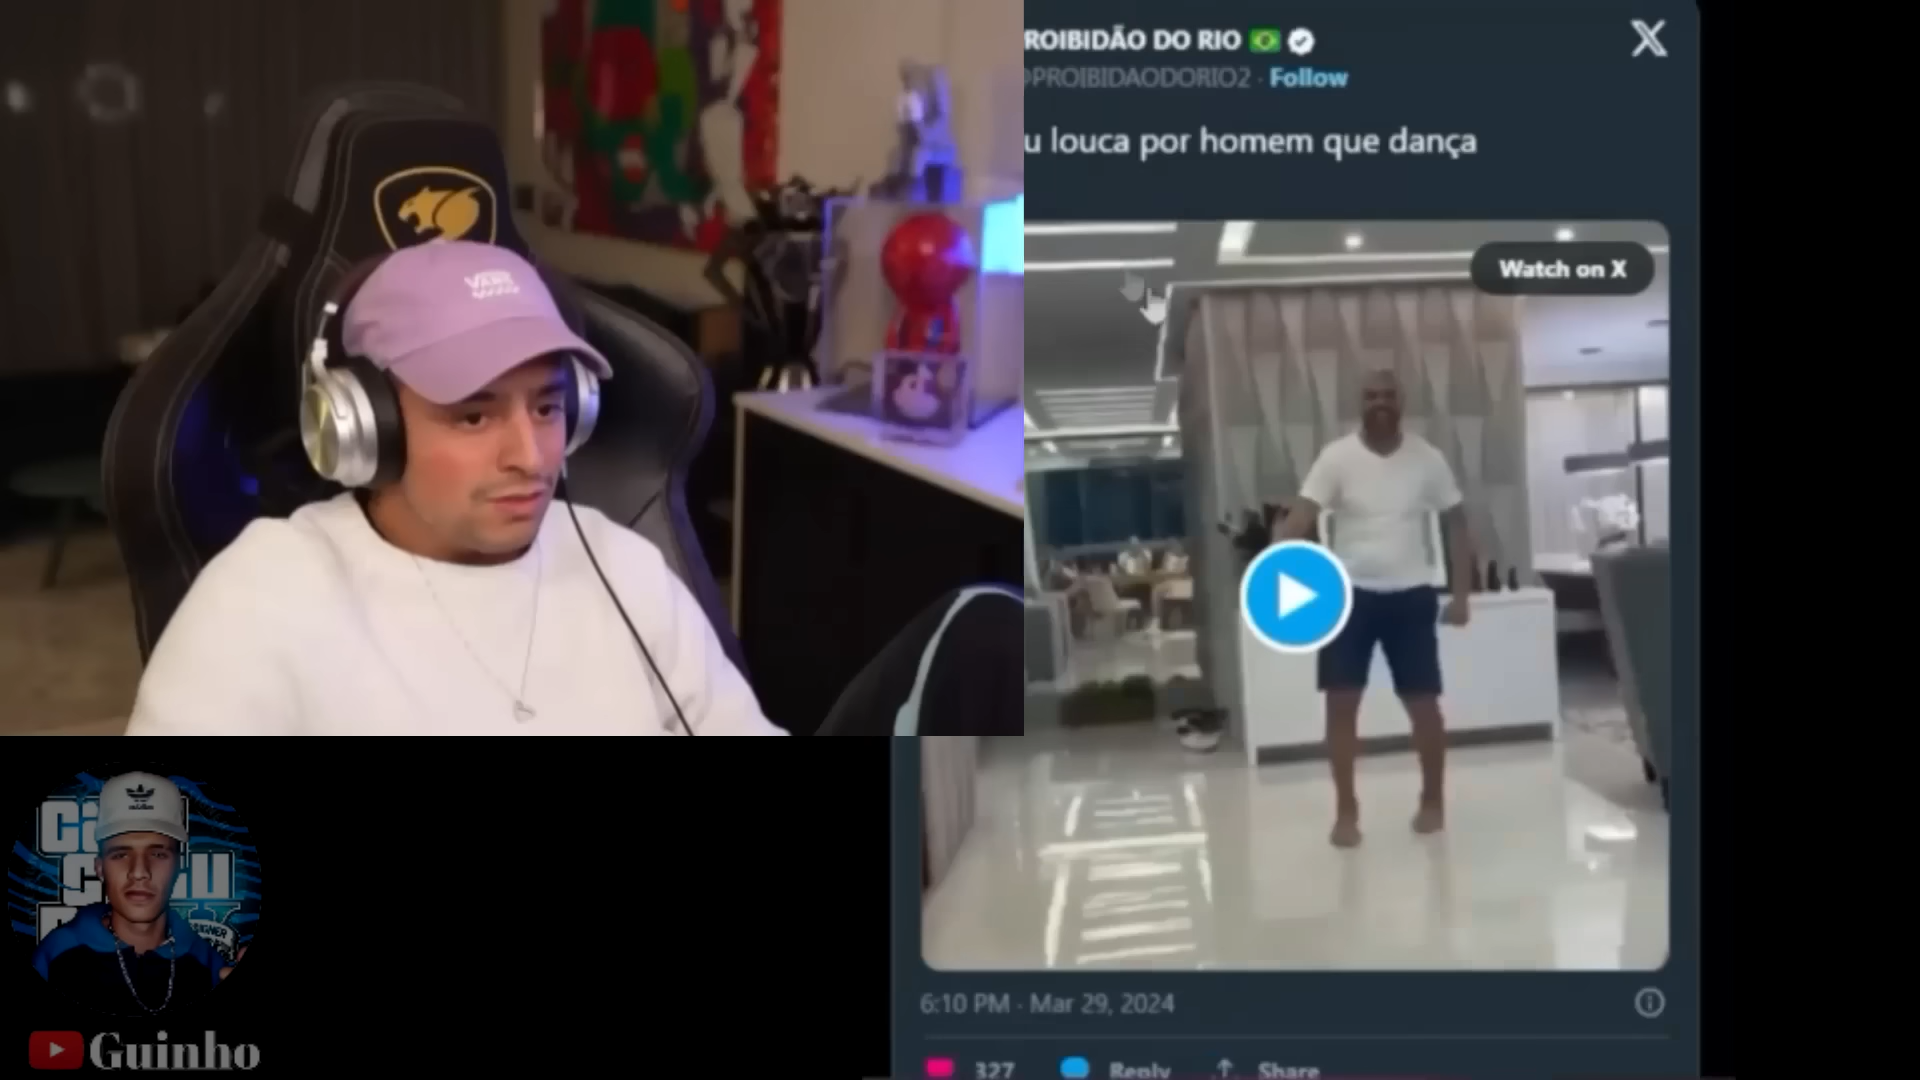 ROIBIDÃO DO RIO
PROIBIDAODORIO2 · Follow
u louca por homem que dança
Watch on X
VANS
6:10 PM · Mar 29, 2024
327 Reply Share
Guinho